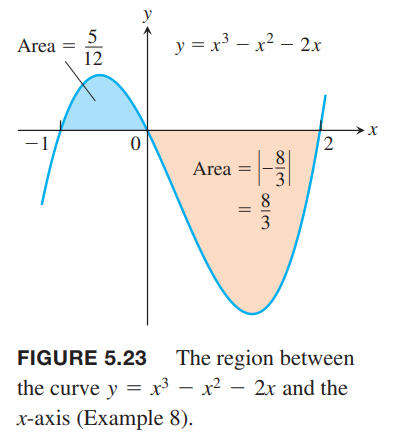 y
Area = 5/12
y = x³ − x² − 2x
−1
0
2
x
Area = |−8/3|
= 8/3
FIGURE 5.23 The region between
the curve y = x³ − x² − 2x and the
x-axis (Example 8).